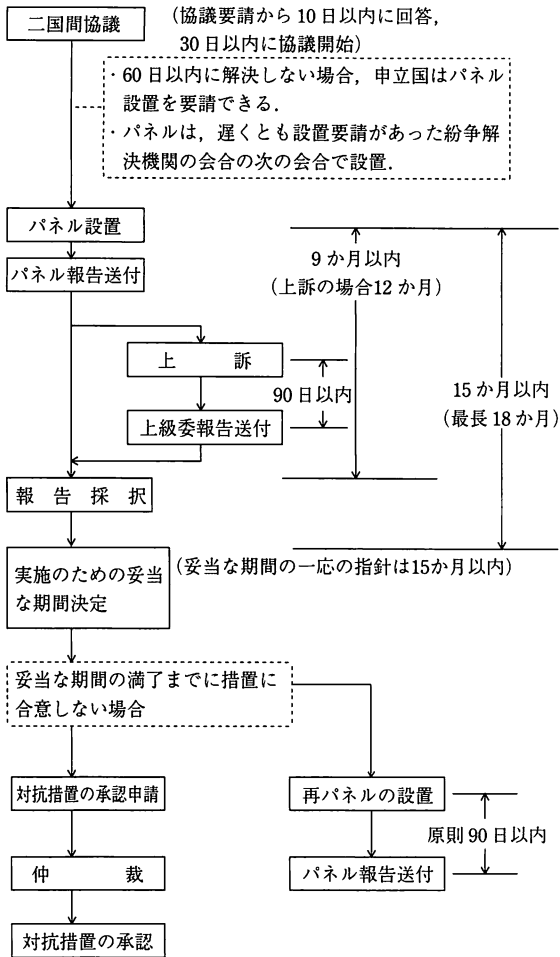 二国間協議
(協議要請から10日以内に回答,
30日以内に協議開始)
・60日以内に解決しない場合, 申立国はパネル
設置を要請できる.
・パネルは, 遅くとも設置要請があった紛争解
決機関の会合の次の会合で設置.
パネル設置
パネル報告送付
9か月以内
(上訴の場合12か月)
上訴
90日以内
上級委報告送付
15か月以内
(最長18か月)
報告採択
実施のための妥当
な期間決定
(妥当な期間の一応の指針は15か月以内)
妥当な期間の満了までに措置に
合意しない場合
対抗措置の承認申請
再パネルの設置
原則90日以内
仲裁
パネル報告送付
対抗措置の承認